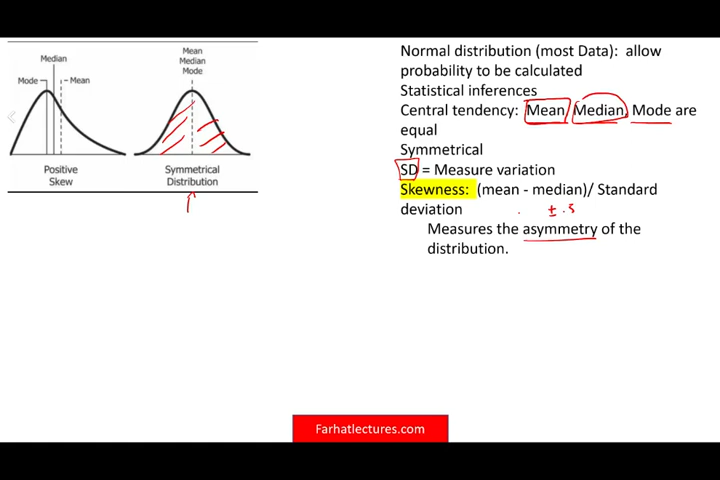 Median
Mode
Mean
Positive
Skew
Mean
Median
Mode
Symmetrical
Distribution
Normal distribution (most Data): allow
probability to be calculated
Statistical inferences
Central tendency: Mean, Median, Mode are
equal
Symmetrical
SD = Measure variation
Skewness: (mean - median)/ Standard
deviation
± .5
Measures the asymmetry of the
distribution.
Farhatlectures.com